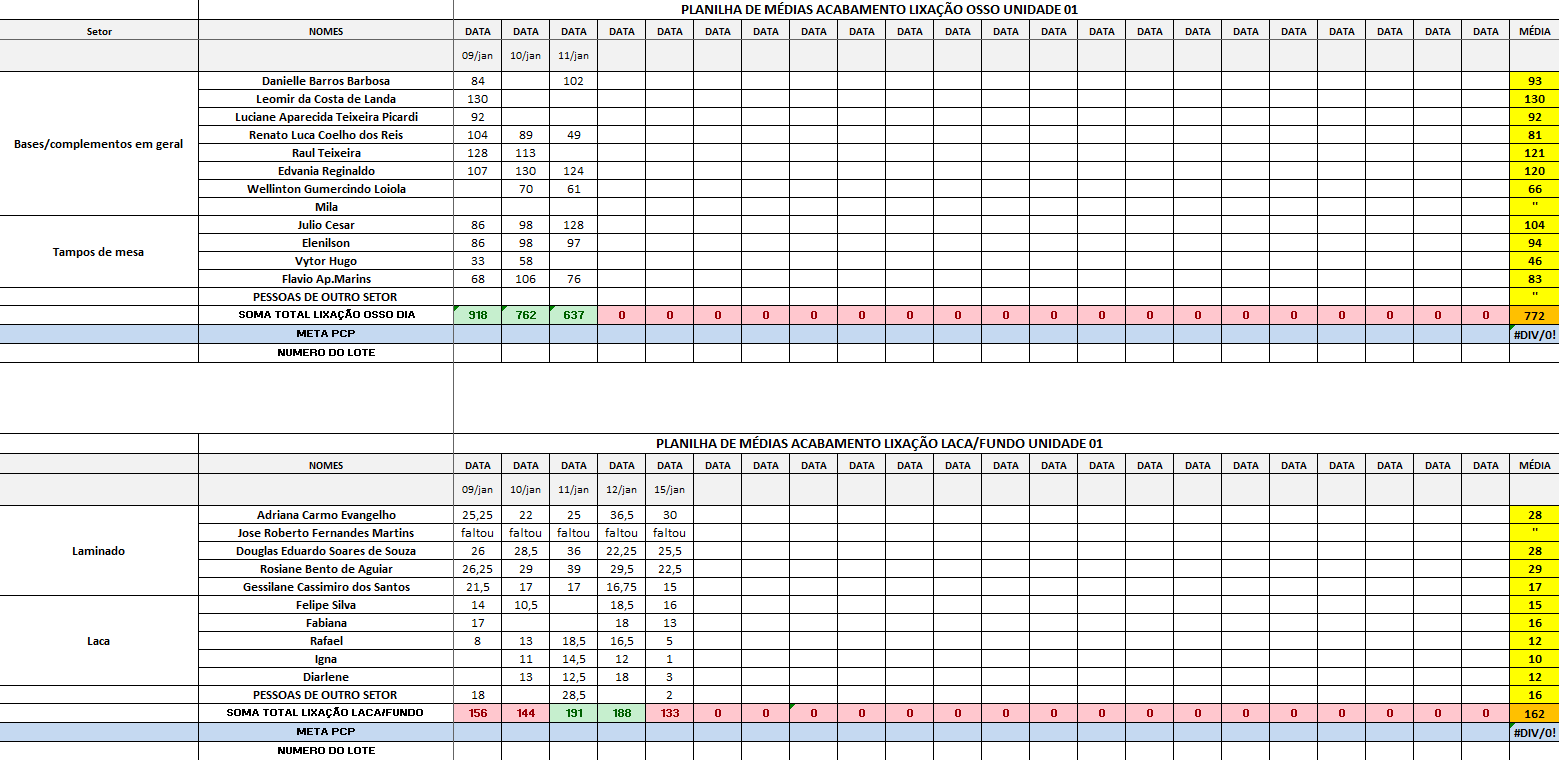 PLANILHA DE MÉDIAS ACABAMENTO LIXAÇÃO OSSO UNIDADE 01
Setor NOMES DATA DATA DATA DATA DATA DATA DATA DATA DATA DATA DATA DATA DATA DATA DATA DATA DATA DATA DATA DATA DATA DATA MÉDIA
09/jan 10/jan 11/jan
Danielle Barros Barbosa 84 102 93
Leomir da Costa de Landa 130 130
Luciane Aparecida Teixeira Picardi 92 92
Renato Luca Coelho dos Reis 104 89 49 81
Bases/complementos em geral
Raul Teixeira 128 113 121
Edvania Reginaldo 107 130 124 120
Wellinton Gumercindo Loiola 70 61 66
Mila "
Julio Cesar 86 98 128 104
Elenilson 86 98 97 94
Tampos de mesa
Vytor Hugo 33 58 46
Flavio Ap.Marins 68 106 76 83
PESSOAS DE OUTRO SETOR "
SOMA TOTAL LIXAÇÃO OSSO DIA 918 762 637 0 0 0 0 0 0 0 0 0 0 0 0 0 0 0 0 0 0 0 772
META PCP #DIV/0!
NUMERO DO LOTE
PLANILHA DE MÉDIAS ACABAMENTO LIXAÇÃO LACA/FUNDO UNIDADE 01
NOMES DATA DATA DATA DATA DATA DATA DATA DATA DATA DATA DATA DATA DATA DATA DATA DATA DATA DATA DATA DATA DATA DATA MÉDIA
09/jan 10/jan 11/jan 12/jan 15/jan
Adriana Carmo Evangelho 25,25 22 25 36,5 30 28
Jose Roberto Fernandes Martins faltou faltou faltou faltou faltou "
Laminado Douglas Eduardo Soares de Souza 26 28,5 36 22,25 25,5 28
Rosiane Bento de Aguiar 26,25 29 39 29,5 22,5 29
Gessilane Cassimiro dos Santos 21,5 17 17 16,75 15 17
Felipe Silva 14 10,5 18,5 16 15
Fabiana 17 18 13 16
Laca Rafael 8 13 18,5 16,5 5 12
Igna 11 14,5 12 1 10
Diarlene 13 12,5 18 3 12
PESSOAS DE OUTRO SETOR 18 28,5 2 16
SOMA TOTAL LIXAÇÃO LACA/FUNDO 156 144 191 188 133 0 0 0 0 0 0 0 0 0 0 0 0 0 0 0 0 0 162
META PCP #DIV/0!
NUMERO DO LOTE